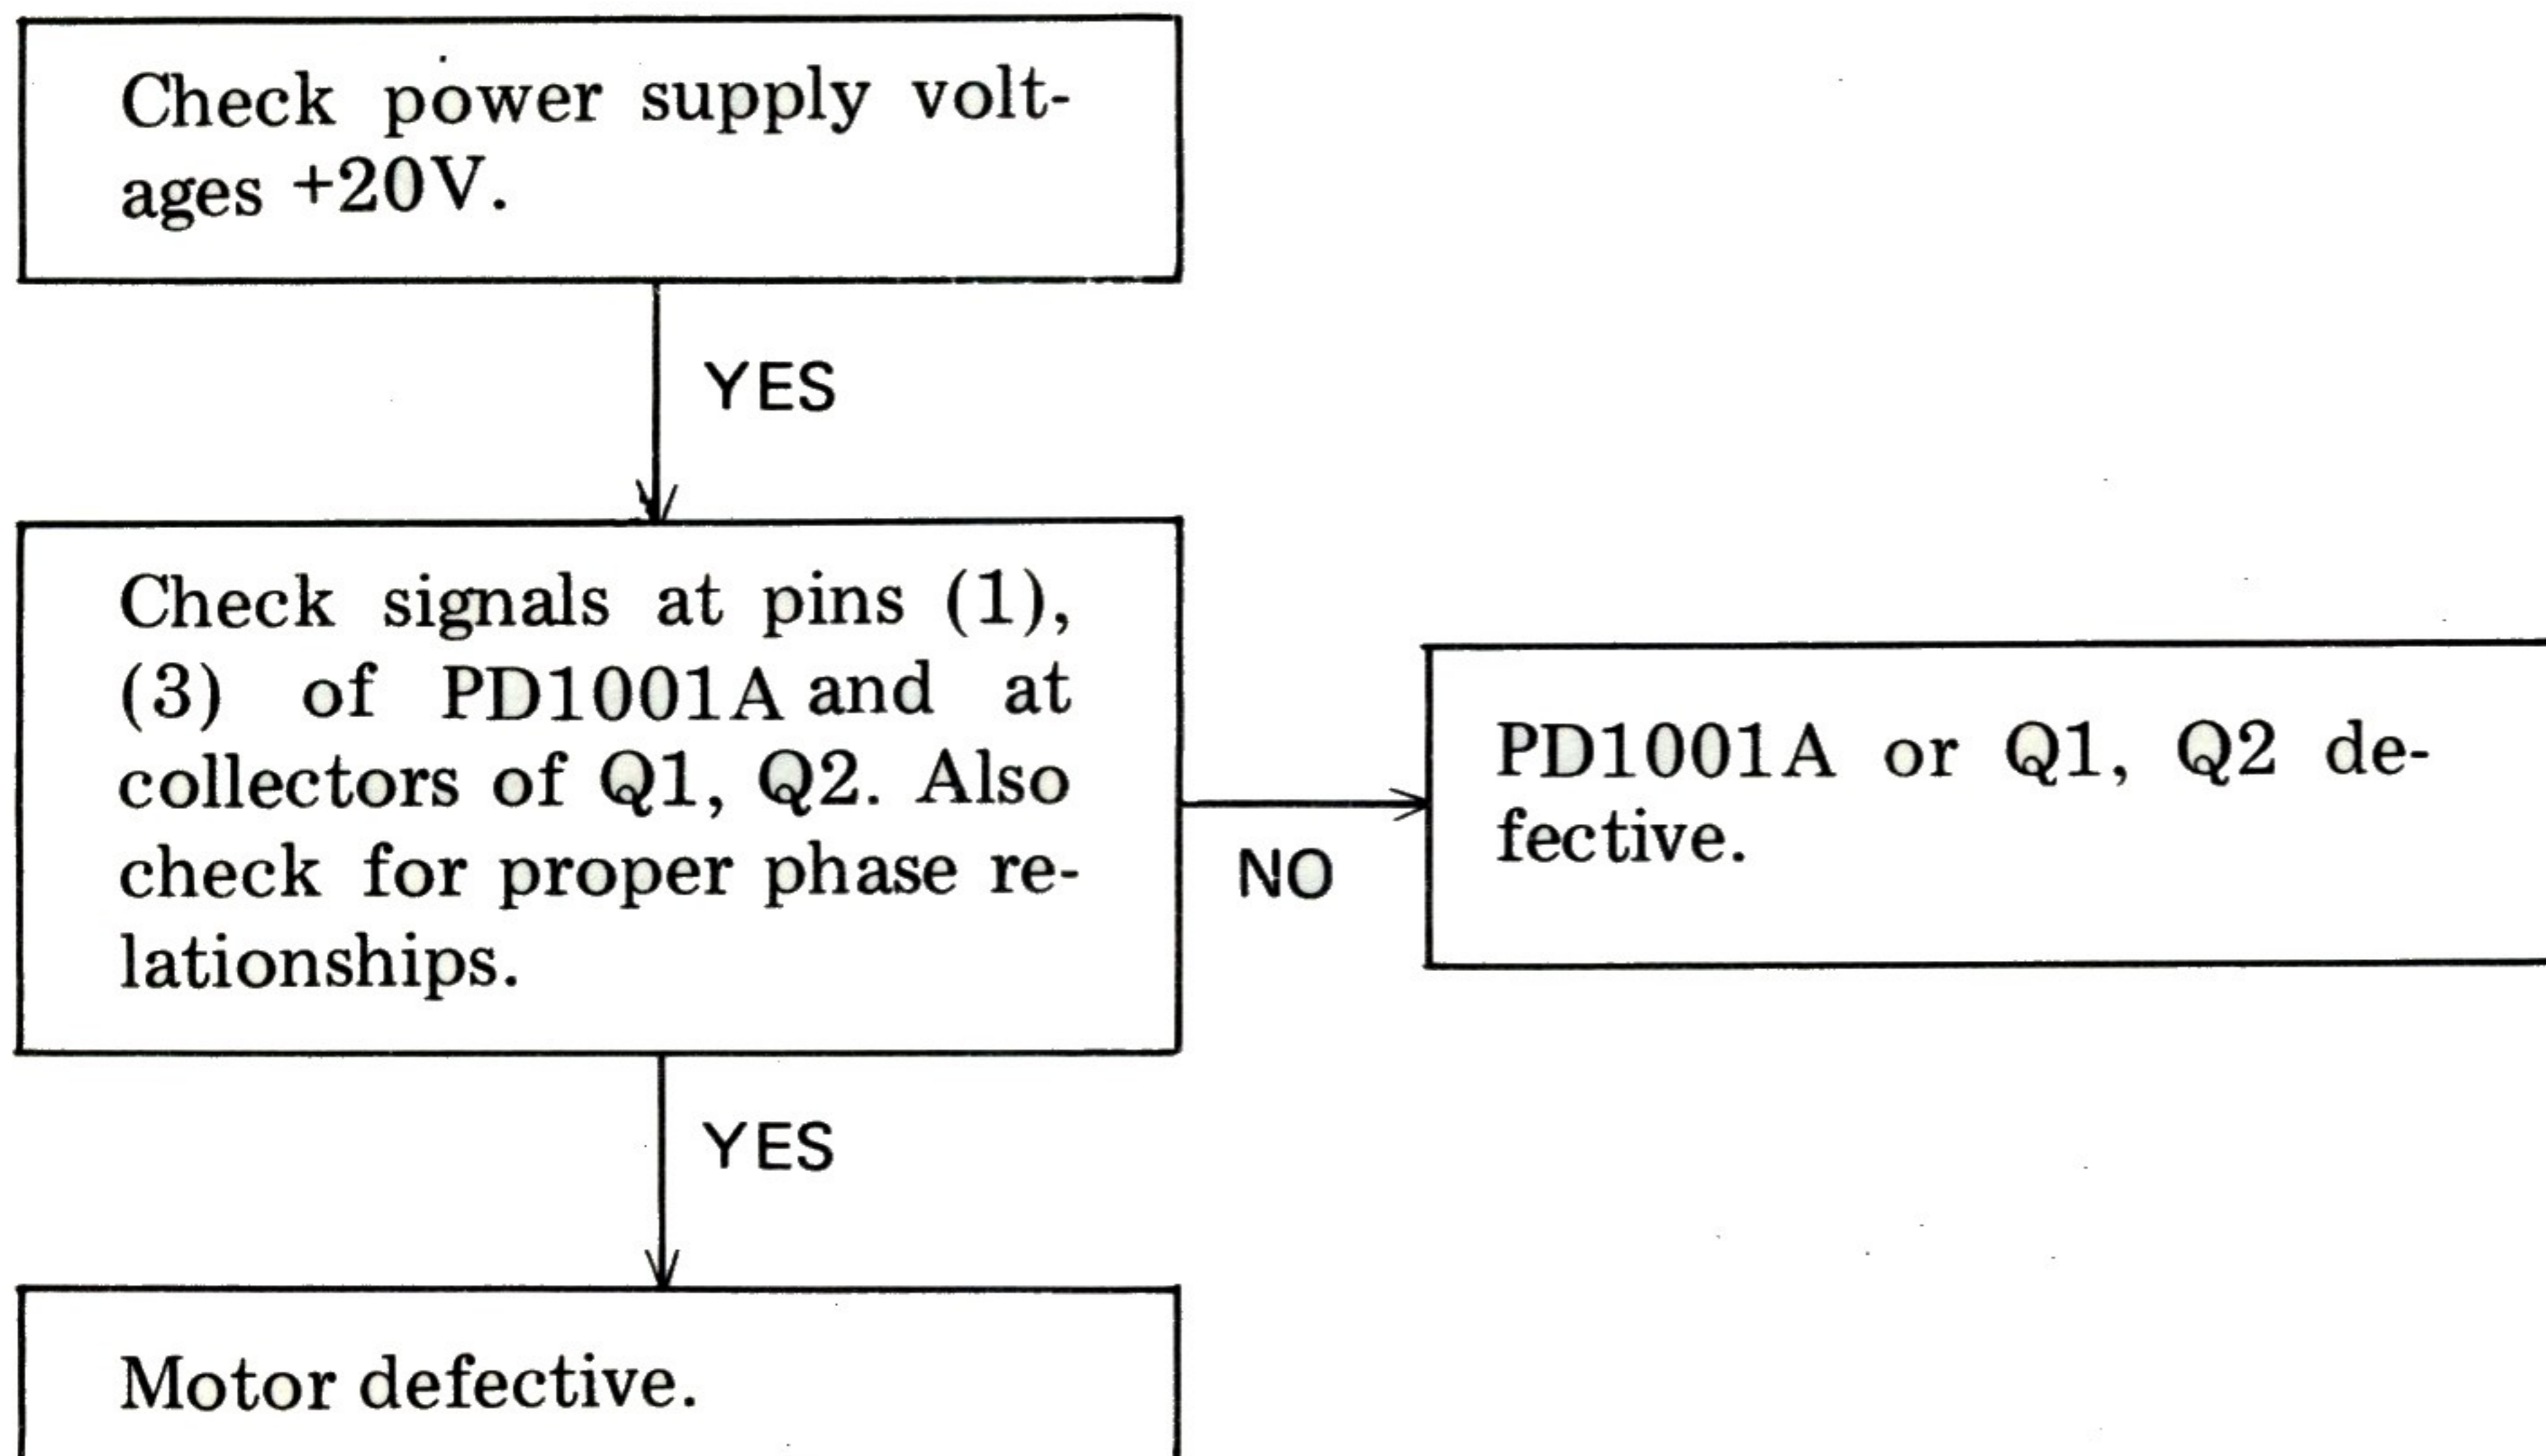 Check power supply volt-
ages +20V.
YES
Check signals at pins (1),
(3) of PD1001A and at
collectors of Q1, Q2. Also
check for proper phase re-
lationships.
NO
PD1001A or Q1, Q2 de-
fective.
YES
Motor defective.